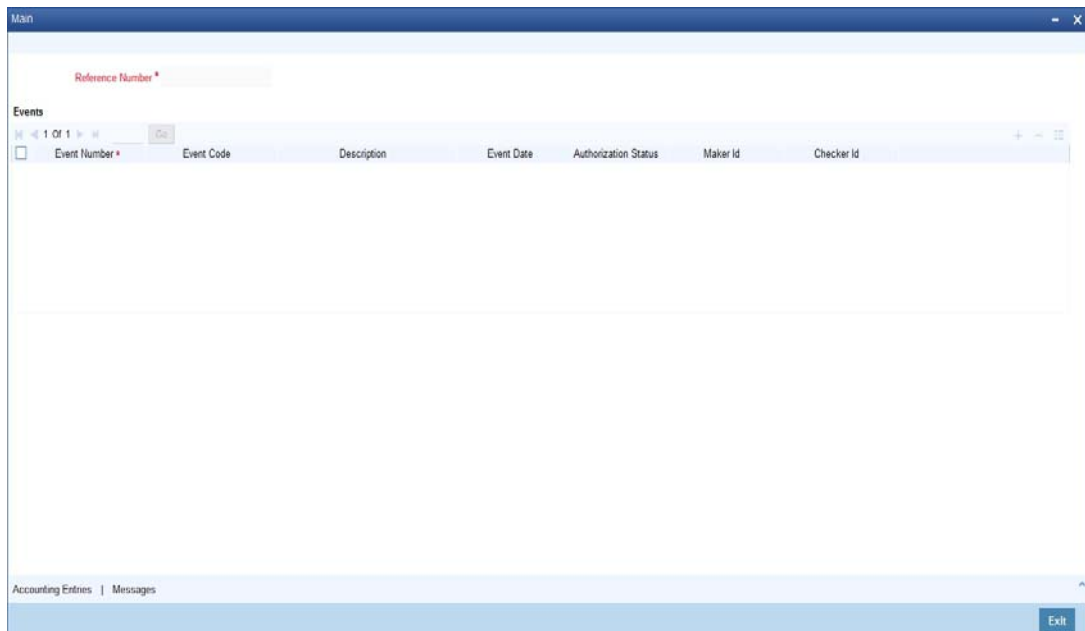 Main
Reference Number *
Events
1 Of 1 Go
Event Number * Event Code Description Event Date Authorization Status Maker Id Checker Id
Accounting Entries | Messages
Exit